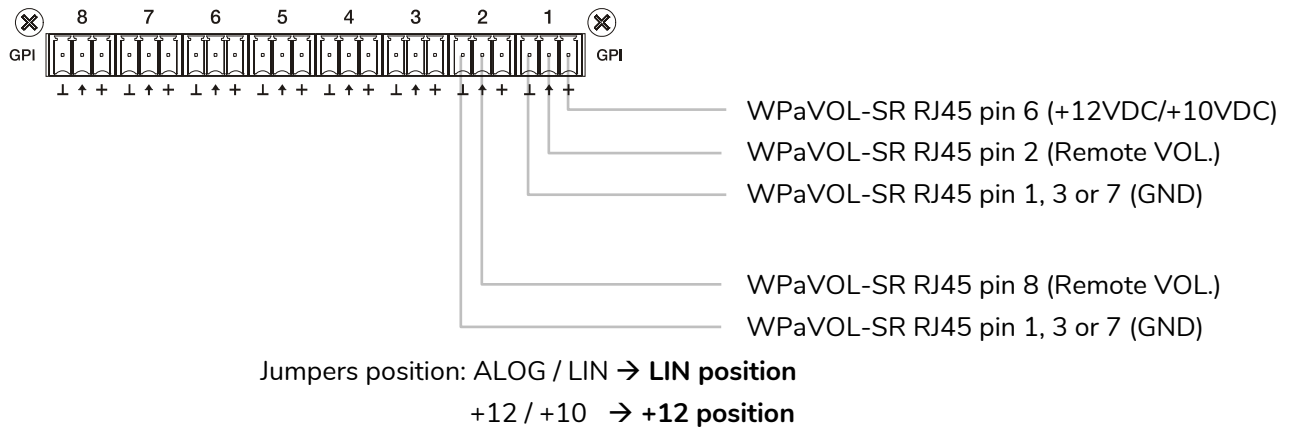 8 7 6 5 4 3 2 1
GPI GPI
⊥ ↑ + ⊥ ↑ + ⊥ ↑ + ⊥ ↑ + ⊥ ↑ + ⊥ ↑ + ⊥ ↑ + ⊥ ↑ +
WPaVOL-SR RJ45 pin 6 (+12VDC/+10VDC)
WPaVOL-SR RJ45 pin 2 (Remote VOL.)
WPaVOL-SR RJ45 pin 1, 3 or 7 (GND)
WPaVOL-SR RJ45 pin 8 (Remote VOL.)
WPaVOL-SR RJ45 pin 1, 3 or 7 (GND)
Jumpers position: ALOG / LIN → LIN position
+12 / +10 → +12 position